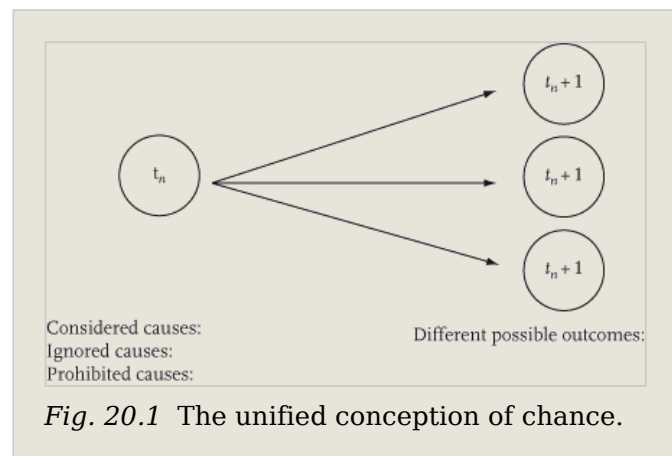 t_n
t_n + 1
t_n + 1
t_n + 1
Considered causes:
Ignored causes:
Prohibited causes:
Different possible outcomes:
Fig. 20.1 The unified conception of chance.